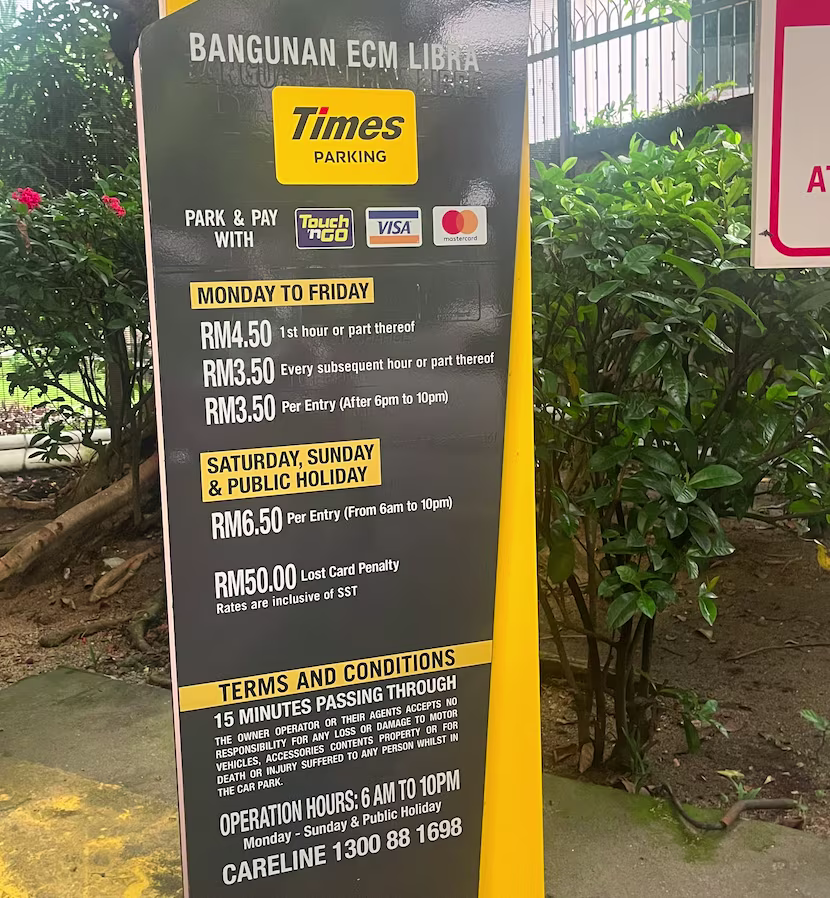 BANGUNAN ECM LIBRA
Times
PARKING
PARK & PAY
WITH
Touch
'nGO
VISA
mastercard
MONDAY TO FRIDAY
RM4.50 1st hour or part thereof
RM3.50 Every subsequent hour or part thereof
RM3.50 Per Entry (After 6pm to 10pm)
SATURDAY, SUNDAY
& PUBLIC HOLIDAY
RM6.50 Per Entry (From 6am to 10pm)
RM50.00 Lost Card Penalty
Rates are inclusive of SST
TERMS AND CONDITIONS
15 MINUTES PASSING THROUGH
THE OWNER OPERATOR OR THEIR AGENTS ACCEPTS NO
RESPONSIBILITY FOR ANY LOSS OR DAMAGE TO MOTOR
VEHICLES, ACCESSORIES CONTENTS PROPERTY OR FOR
DEATH OR INJURY SUFFERED TO ANY PERSON WHILST IN
THE CAR PARK.
OPERATION HOURS: 6 AM TO 10PM
Monday - Sunday & Public Holiday
CARELINE 1300 88 1698